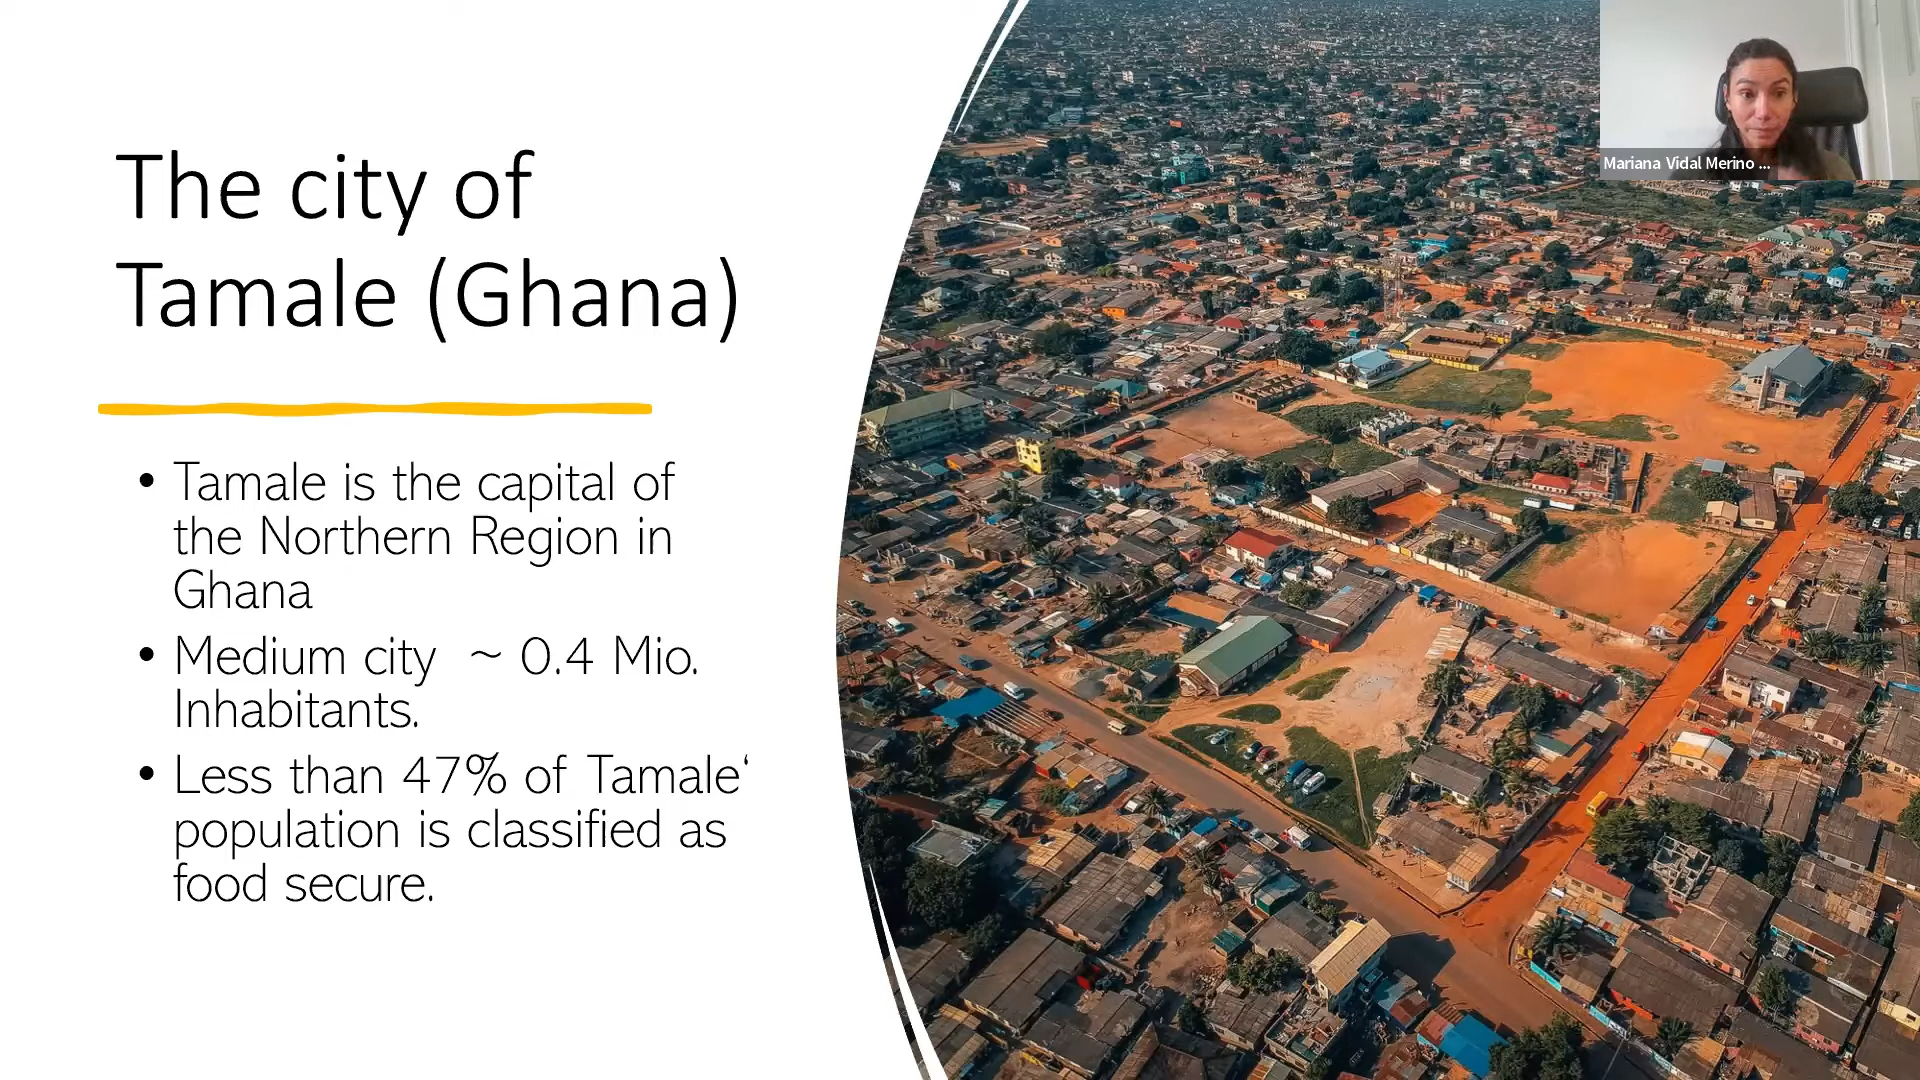 The city of
Tamale (Ghana)
• Tamale is the capital of
the Northern Region in
Ghana
• Medium city ~ 0.4 Mio.
Inhabitants.
• Less than 47% of Tamale‘
population is classified as
food secure.
Mariana Vidal Merino ...